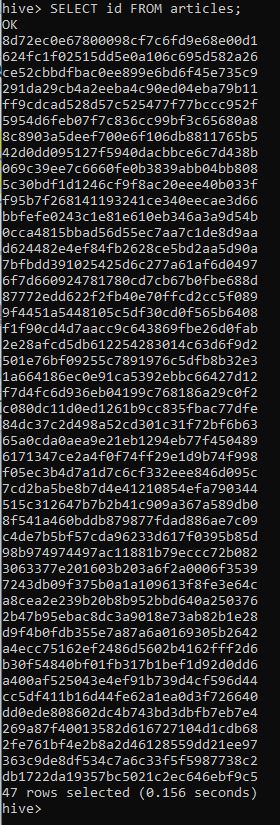 hive> SELECT id FROM articles;
OK
8d72ec0e67800098cf7c6fd9e68e00d1
624fc1f02515dd5e0a106c695d582a26
ce52cbbdfbac0ee899e6bd6f45e735c9
291da29cb4a2eeba4c90ed04eba79b11
ff9cdcad528d57c525477f77bccc952f
5954d6feb07f7c836cc99bf3c65680a8
8c8903a5deef700e6f106db8811765b5
42d0dd095127f5940dacbbce6c7d438b
069c39ee7c6660fe0b3839abb04bb808
5c30bdf1d1246cf9f8ac20eee40b033f
f95b7f268141193241ce340eecae3d66
bbfefe0243c1e81e610eb346a3a9d54b
0cca4815bbad56d55ec7aa7c1de8d9aa
d624482e4ef84fb2628ce5bd2aa5d90a
7bfbdd391025425d6c277a61af6d0497
6f7d660924781780cd7cb67b0fbe688d
87772edd622f2fb40e70ffcd2cc5f089
9f4451a5448105c5df30cd0f565b6408
f1f90cd4d7aacc9c643869fbe26d0fab
2e28afcd5db612254283014c63d6f9d2
501e76bf09255c7891976c5dfb8b32e3
1a664186ec0e91ca5392ebbc66427d12
f7d4fc6d936eb04199c768186a29c0f2
c080dc11d0ed1261b9cc835fbac77dfe
84dc37c2d498a52cd301c31f72bf6b63
65a0cda0aea9e21eb1294eb77f450489
6171347ce2a4f0f74ff29e1d9b74f998
f05ec3b4d7a1d7c6cf332eee846d095c
7cd2ba5be8b7d4e41210854efa790344
515c312647b7b2b41c909a367a589db0
8f541a460bddb879877fdad886ae7c09
c4de7b5bf57cda96233d617f0395b85d
98b974974497ac11881b79eccc72b082
3063377e201603b203a6f2a0006f3539
7243db09f375b0a1a109613f8fe3e64c
a8cea2e239b20b8b952bbd640a250376
2b47b95ebac8dc3a9018e73ab82b1e28
d9f4b0fdb355e7a87a6a0169305b2642
a4ecc75162ef2486d5602b4162fff2d6
b30f54840bf01fb317b1bef1d92d0dd6
a400af525043e4ef91b739d4cf596d44
cc5df411b16d44fe62a1ea0d3f726640
dd0ede808602dc4b743bd3dbfb7eb7e4
269a87f40013582d616727104d1cdb68
2fe761bf4e2b8a2d46128559dd21ee97
363c9de8df534c7a6c33f5f5987738c2
db1722da19357bc5021c2ec646ebf9c5
47 rows selected (0.156 seconds)
hive>